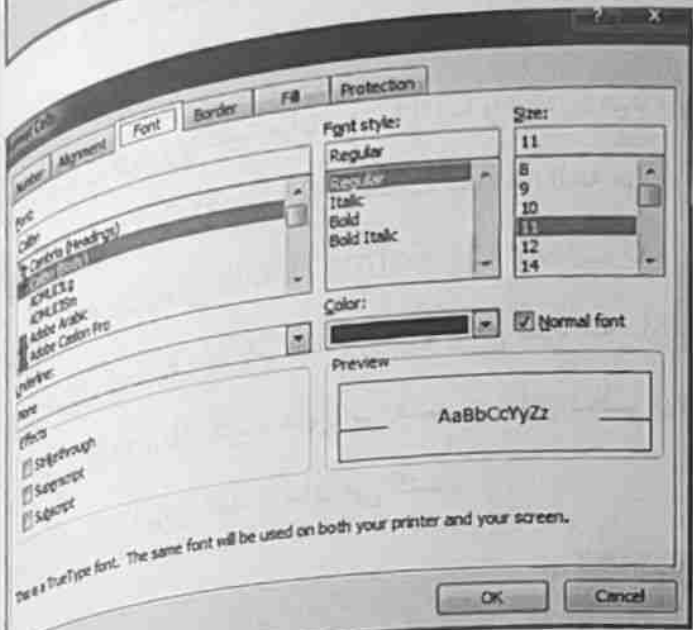 ? X
Format Cells
Number Alignment Font Border Fill Protection
Font:
Calibri
Cambria (Headings)
Calibri (Body)
Adobe Arabic
Adobe Caslon Pro
Font style:
Regular
Regular
Italic
Bold
Bold Italic
Size:
11
8
9
10
11
12
14
Underline:
None
Color:
Normal font
Effects
Strikethrough
Superscript
Subscript
Preview
AaBbCcYyZz
This is a TrueType font. The same font will be used on both your printer and your screen.
OK Cancel